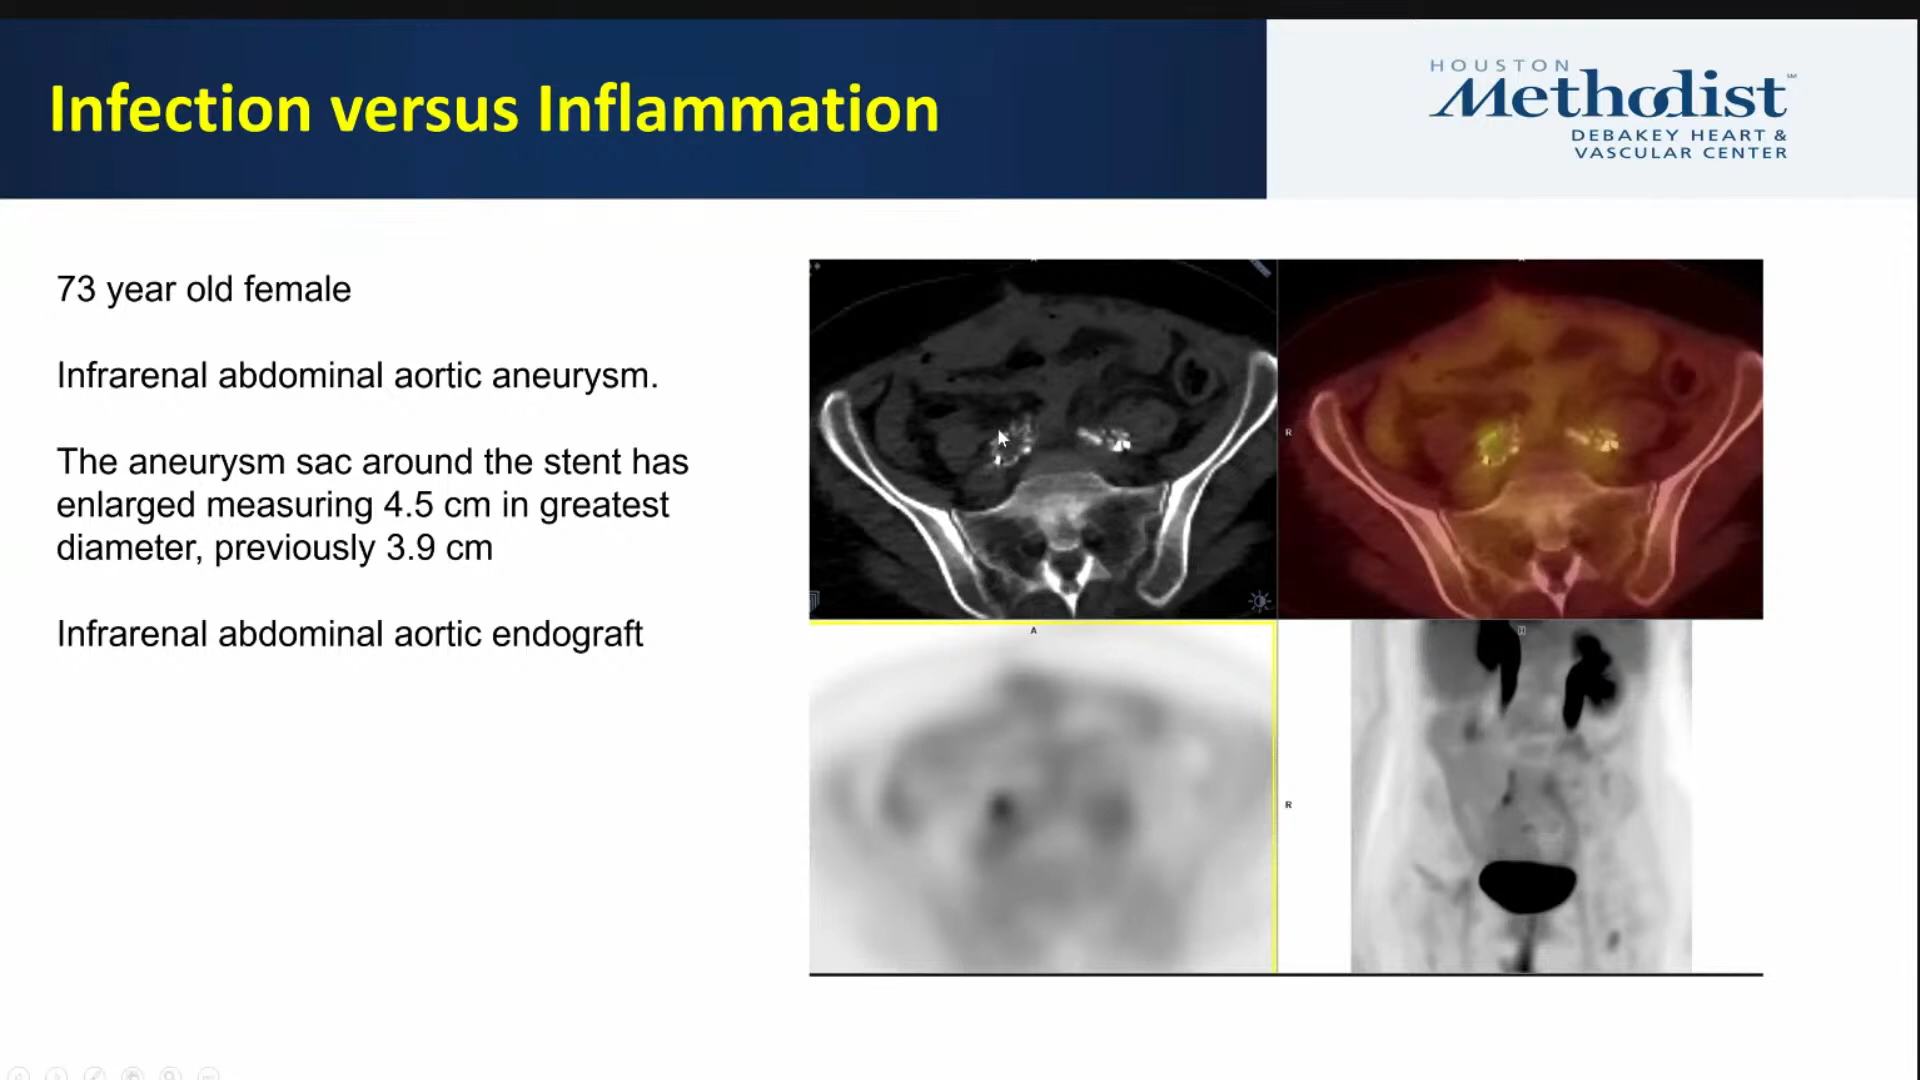 Infection versus Inflammation
HOUSTON
Methodist
DEBAKEY HEART &
VASCULAR CENTER
73 year old female
Infrarenal abdominal aortic aneurysm.
The aneurysm sac around the stent has
enlarged measuring 4.5 cm in greatest
diameter, previously 3.9 cm
Infrarenal abdominal aortic endograft
R
A
R